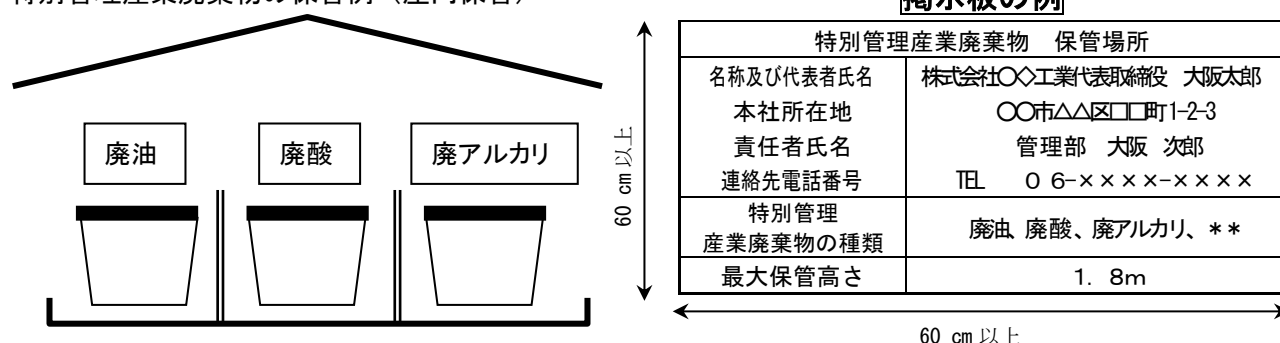 特別管理産業廃棄物の保管例（屋内保管）
廃油
廃酸
廃アルカリ
掲示板の例
60 cm 以上
特別管理産業廃棄物　保管場所
名称及び代表者氏名　株式会社〇◇工業代表取締役　大阪太郎
本社所在地　〇〇市△△区□□町1-2-3
責任者氏名　管理部　大阪 次郎
連絡先電話番号　TEL　０６-××××-××××
特別管理
産業廃棄物の種類　廃油、廃酸、廃アルカリ、＊＊
最大保管高さ　１．８ｍ
60 cm 以上